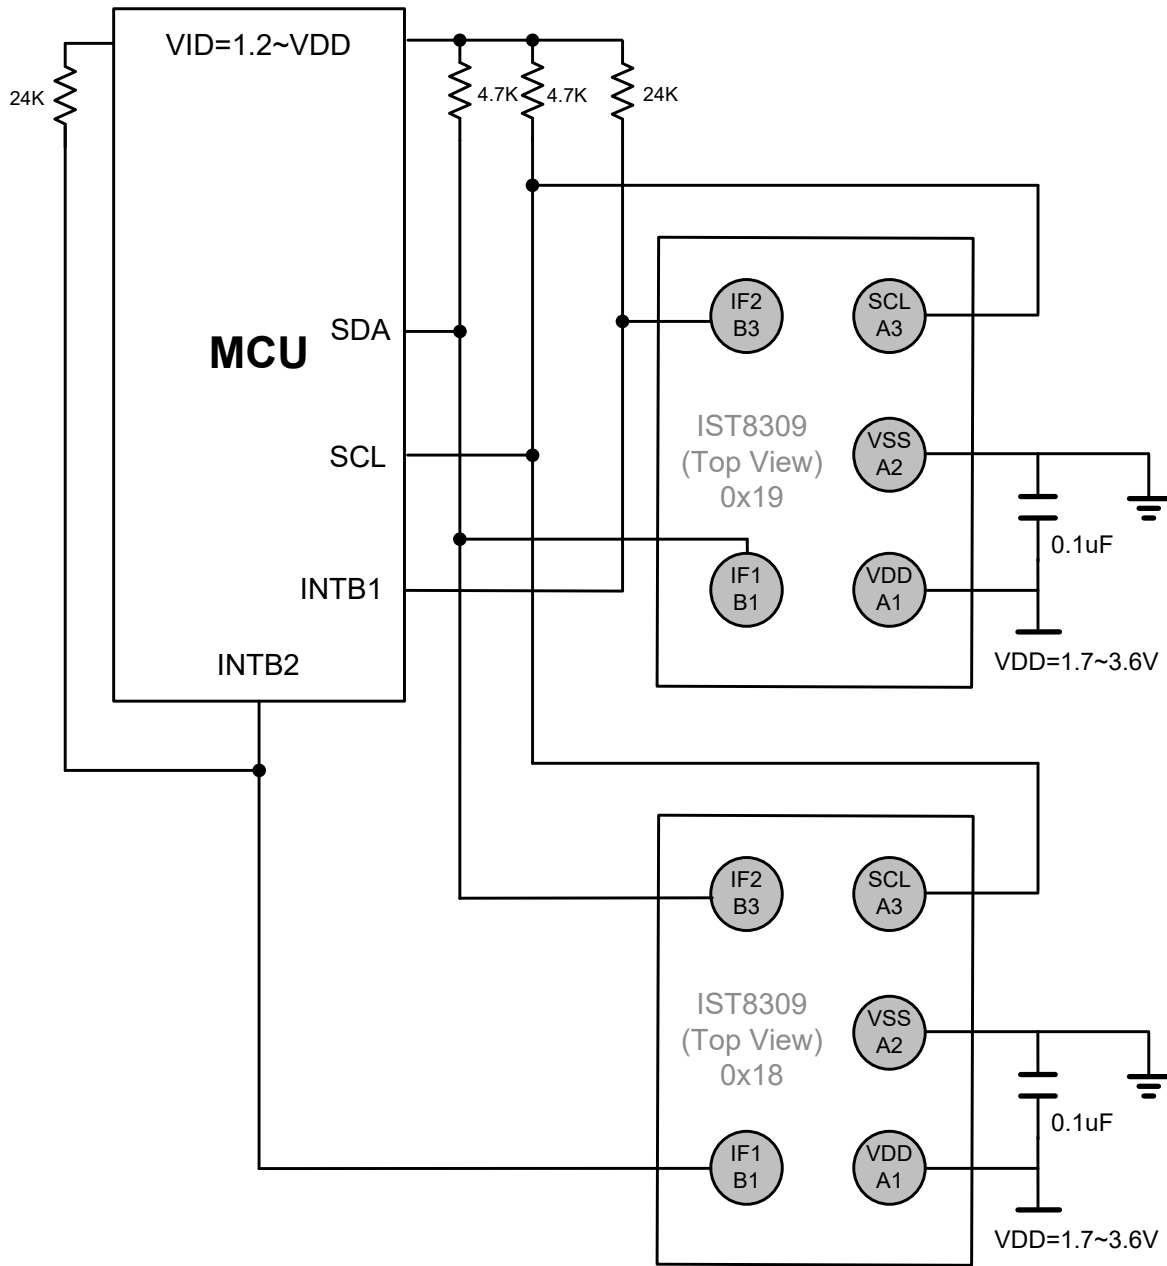 VID=1.2~VDD
24K
4.7K
4.7K
24K
IF2
B3
SCL
A3
SDA
MCU
IST8309
(Top View)
0x19
VSS
A2
SCL
0.1uF
INTB1
IF1
B1
VDD
A1
INTB2
VDD=1.7~3.6V
IF2
B3
SCL
A3
IST8309
(Top View)
0x18
VSS
A2
0.1uF
IF1
B1
VDD
A1
VDD=1.7~3.6V